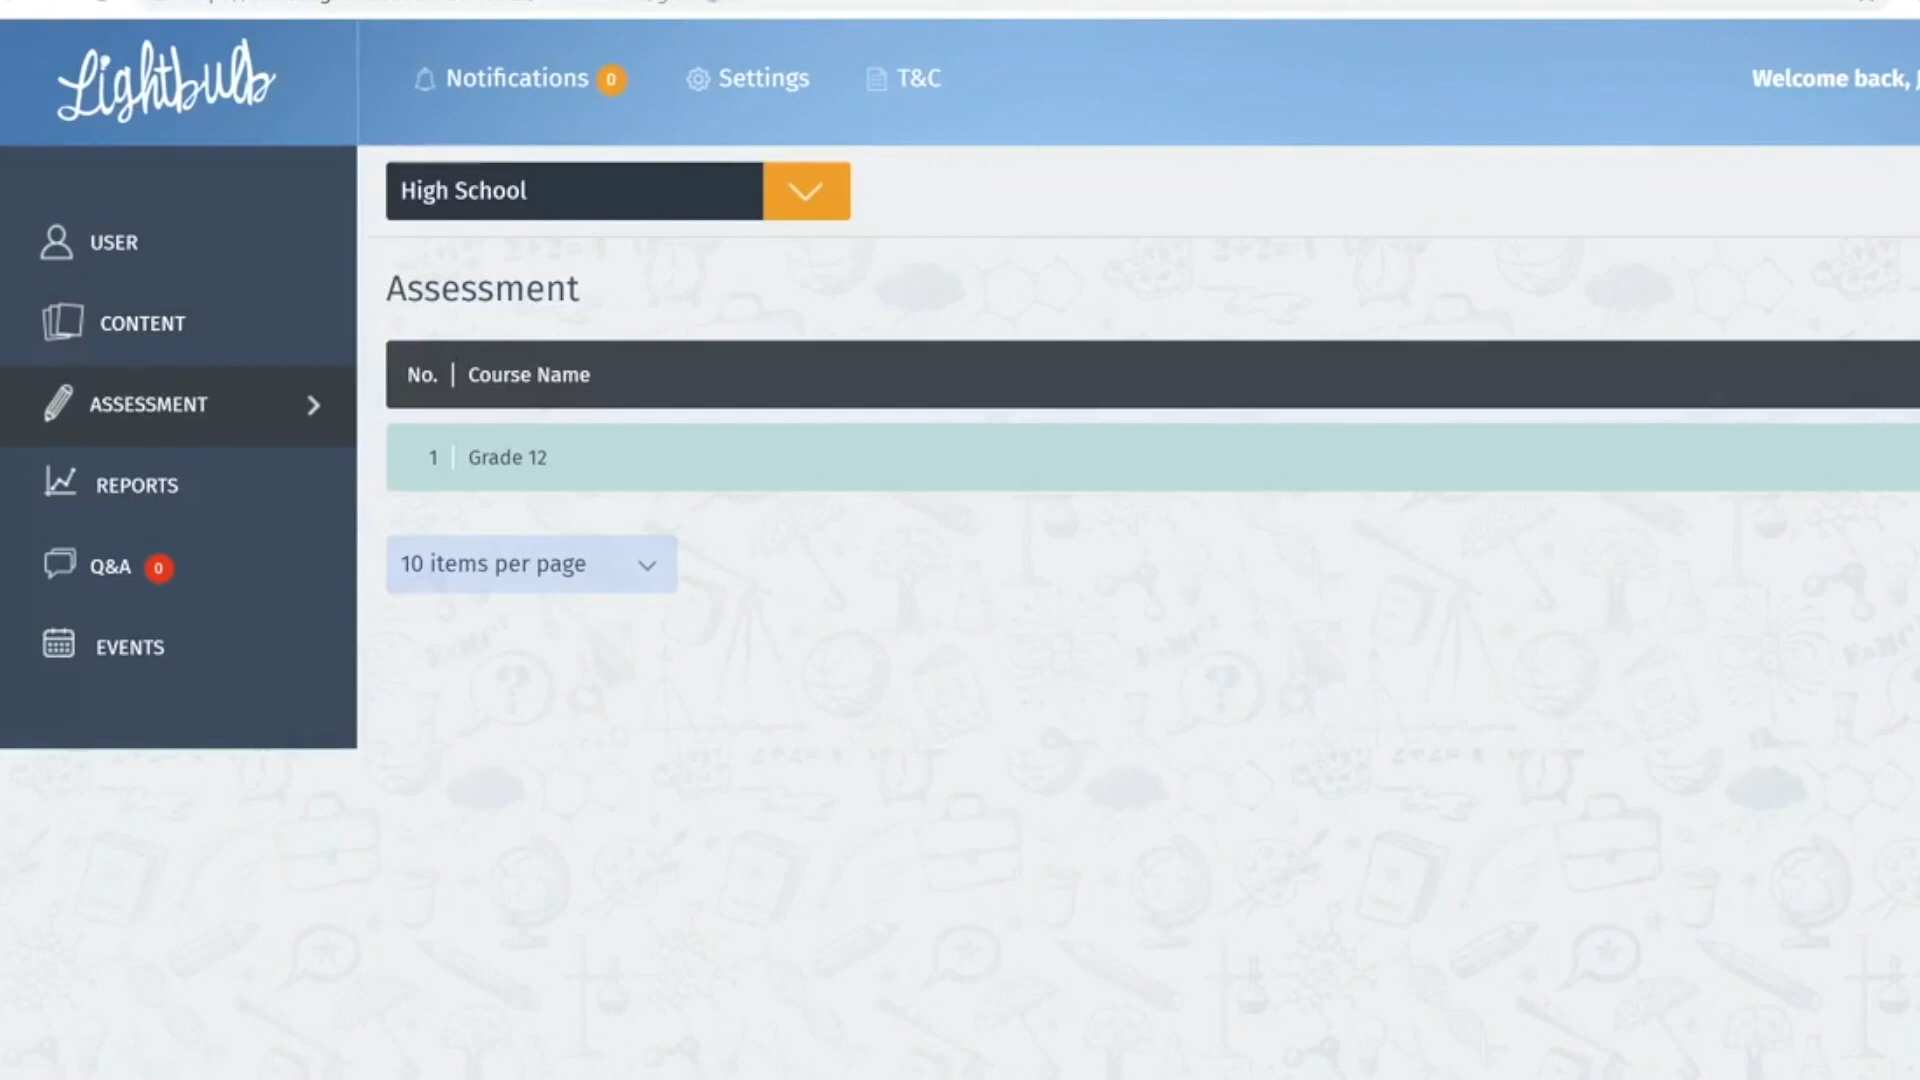 Lightbulb
Notifications 0
Settings
T&C
Welcome back,
High School
USER
CONTENT
ASSESSMENT
REPORTS
Q&A 0
EVENTS
Assessment
No. | Course Name
1 | Grade 12
10 items per page